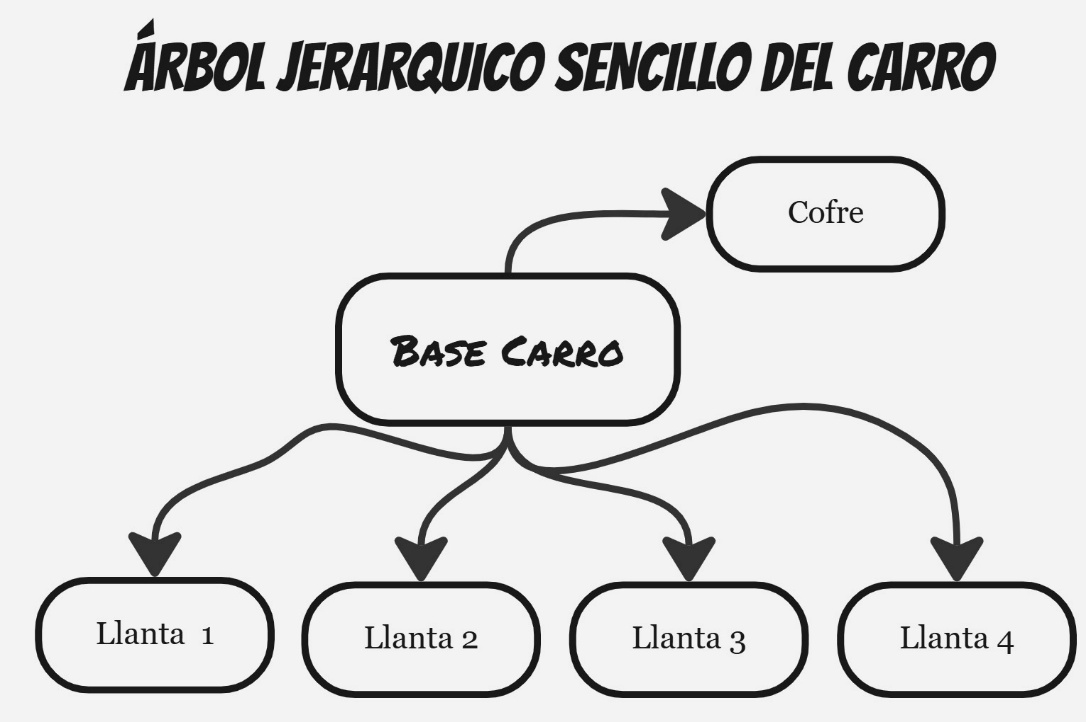 ÁRBOL JERARQUICO SENCILLO DEL CARRO
Cofre
BASE CARRO
Llanta 1
Llanta 2
Llanta 3
Llanta 4